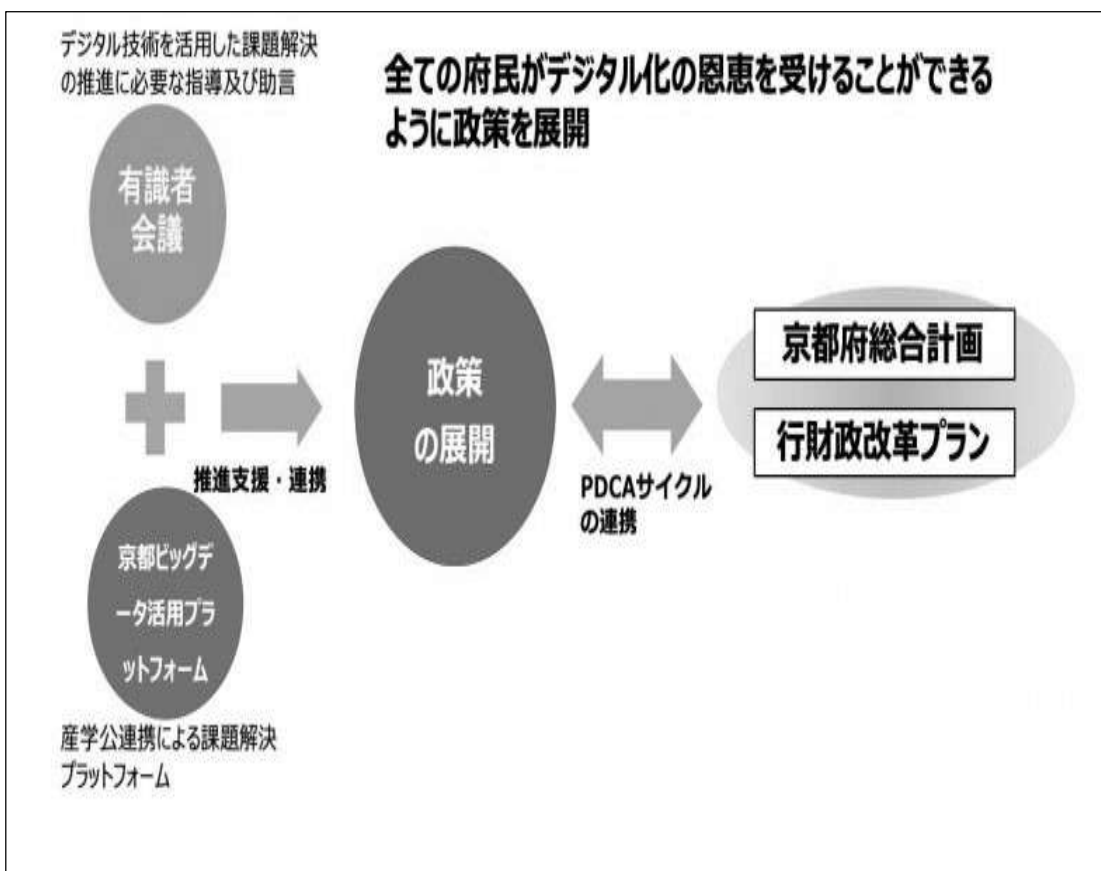 デジタル技術を活用した課題解決
の推進に必要な指導及び助言
全ての府民がデジタル化の恩恵を受けることができる
ように政策を展開
有識者
会議
推進支援・連携
京都ビッグデ
ータ活用プラ
ットフォーム
産学公連携による課題解決
プラットフォーム
政策
の展開
PDCAサイクル
の連携
京都府総合計画
行財政改革プラン